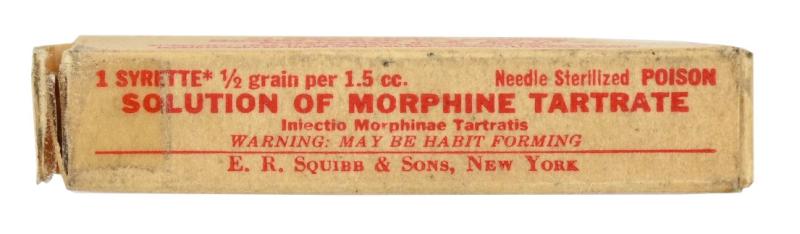 1 SYRETTE* ½ grain per 1.5 cc. Needle Sterilized POISON
SOLUTION OF MORPHINE TARTRATE
Injectio Morphinae Tartratis
WARNING: MAY BE HABIT FORMING
E. R. SQUIBB & SONS, NEW YORK